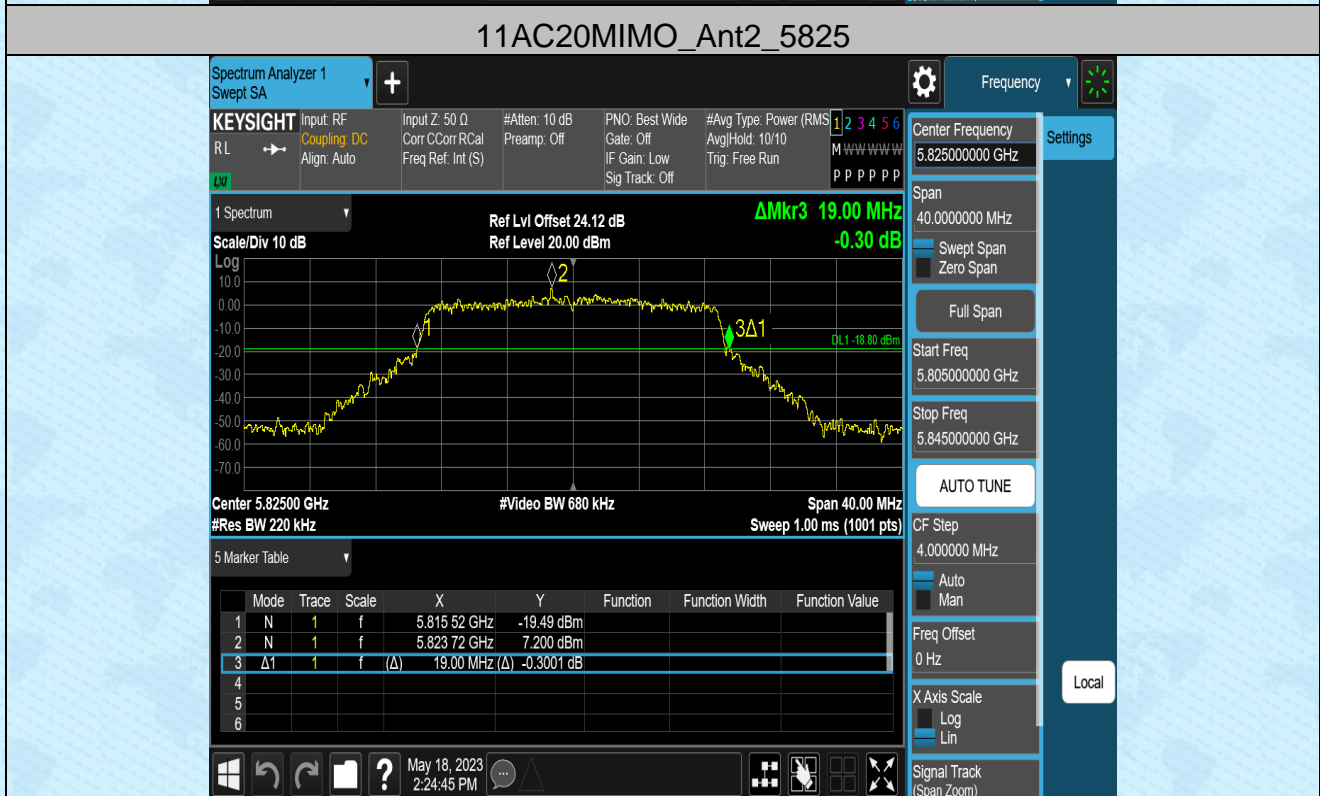 11AC20MIMO_Ant2_5825
Spectrum Analyzer 1
Swept SA
+
Frequency
KEYSIGHT Input: RF Input Z: 50 Ω #Atten: 10 dB PNO: Best Wide #Avg Type: Power (RMS 1 2 3 4 5 6
RL Coupling: DC Corr CCorr RCal Preamp: Off Gate: Off Avg|Hold: 10/10 M W W W W W
Align: Auto Freq Ref: Int (S) IF Gain: Low Trig: Free Run
LXI Sig Track: Off P P P P P P
1 Spectrum
Ref Lvl Offset 24.12 dB
ΔMkr3 19.00 MHz
Scale/Div 10 dB Ref Level 20.00 dBm -0.30 dB
Log
10.0
0.00
-10.0
-20.0
-30.0
-40.0
-50.0
-60.0
-70.0
2
1
3Δ1
DL1 -18.80 dBm
Center 5.82500 GHz #Video BW 680 kHz Span 40.00 MHz
#Res BW 220 kHz Sweep 1.00 ms (1001 pts)
5 Marker Table
Mode Trace Scale X Y Function Function Width Function Value
1 N 1 f 5.815 52 GHz -19.49 dBm
2 N 1 f 5.823 72 GHz 7.200 dBm
3 Δ1 1 f (Δ) 19.00 MHz (Δ) -0.3001 dB
4
5
6
?
May 18, 2023
2:24:45 PM
Center Frequency
5.825000000 GHz
Settings
Span
40.0000000 MHz
Swept Span
Zero Span
Full Span
Start Freq
5.805000000 GHz
Stop Freq
5.845000000 GHz
AUTO TUNE
CF Step
4.000000 MHz
Auto
Man
Freq Offset
0 Hz
X Axis Scale
Log
Lin
Local
Signal Track
(Span Zoom)